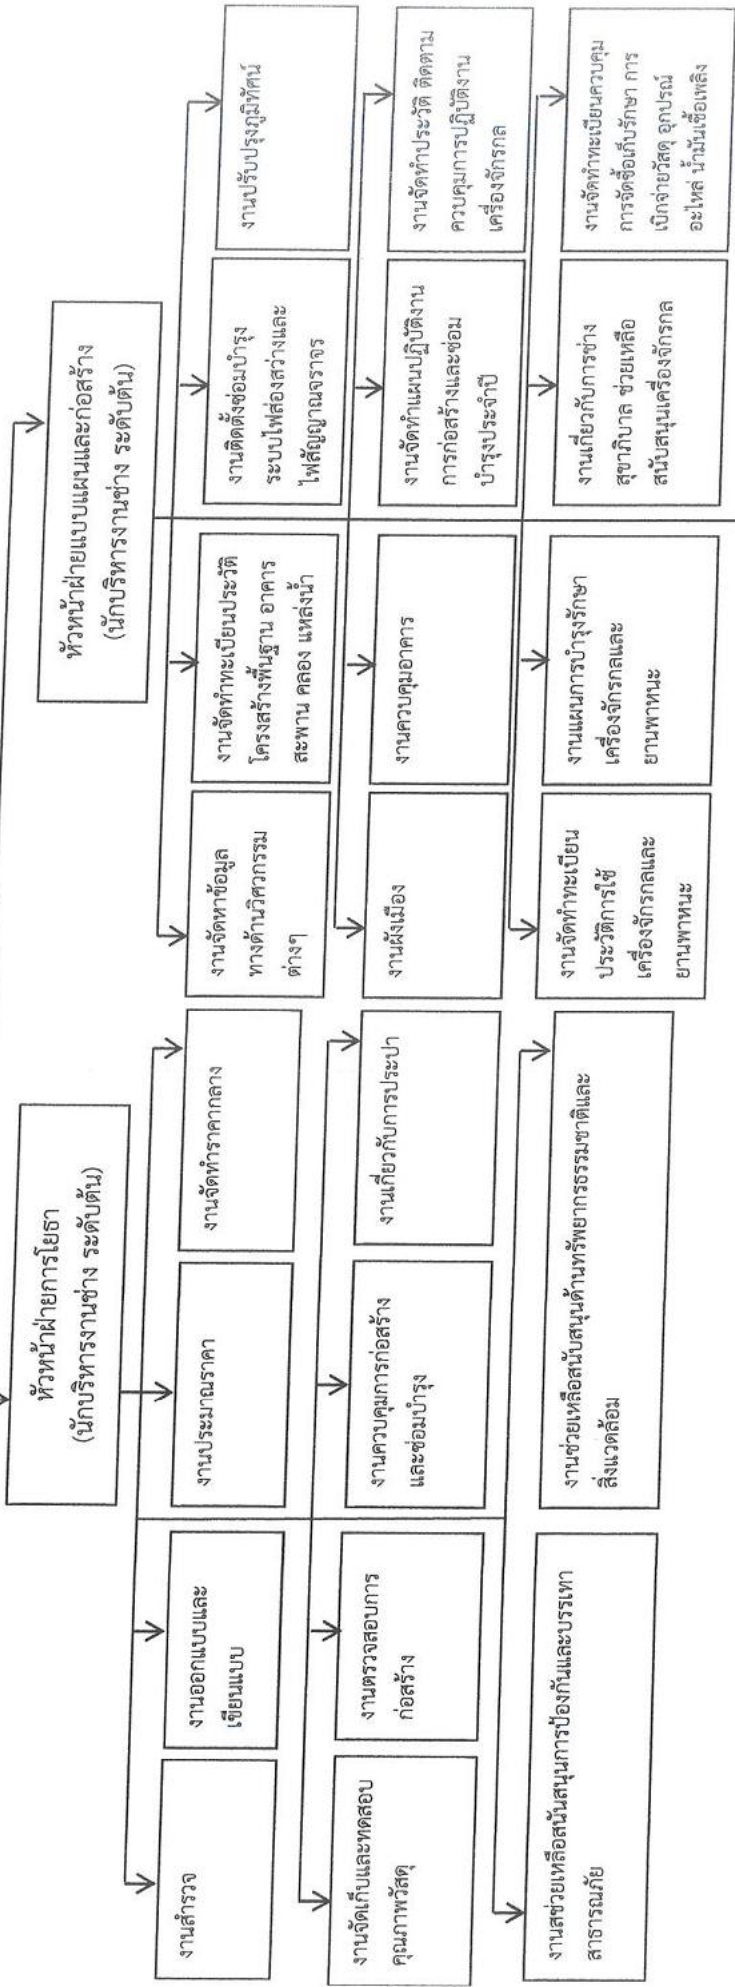 หัวหน้าฝ่ายการโยธา
(นักบริหารงานช่าง ระดับต้น)
งานสำรวจ
งานออกแบบและ
เขียนแบบ
งานประมาณราคา
งานจัดทำราคากลาง
งานจัดเก็บและทดสอบ
คุณภาพวัสดุ
งานตรวจสอบการ
ก่อสร้าง
งานควบคุมการก่อสร้าง
และซ่อมบำรุง
งานเกี่ยวกับการประปา
งานสช่วยเหลือสนับสนุนการป้องกันและบรรเทา
สาธารณภัย
งานช่วยเหลือสนับสนุนด้านทรัพยากรธรรมชาติและ
สิ่งแวดล้อม
หัวหน้าฝ่ายแบบแผนและก่อสร้าง
(นักบริหารงานช่าง ระดับต้น)
งานจัดหาข้อมูล
ทางด้านวิศวกรรม
ต่างๆ
งานจัดทำทะเบียนประวัติ
โครงสร้างพื้นฐาน อาคาร
สะพาน คลอง แหล่งน้ำ
งานติดตั้งซ่อมบำรุง
ระบบไฟส่องสว่างและ
ไฟสัญญาณจราจร
งานปรับปรุงภูมิทัศน์
งานผังเมือง
งานควบคุมอาคาร
งานจัดทำแผนปฏิบัติงาน
การก่อสร้างและซ่อม
บำรุงประจำปี
งานจัดทำประวัติ ติดตาม
ควบคุมการปฏิบัติงาน
เครื่องจักรกล
งานจัดทำทะเบียน
ประวัติการใช้
เครื่องจักรกลและ
ยานพาหนะ
งานแผนการบำรุงรักษา
เครื่องจักรกลและ
ยานพาหนะ
งานเกี่ยวกับการช่าง
สุขาภิบาล ช่วยเหลือ
สนับสนุนเครื่องจักรกล
งานจัดทำทะเบียนควบคุม
การจัดซื้อเก็บรักษา การ
เบิกจ่ายวัสดุ อุกปรณ์
อะไหล่ น้ำมันเชื้อเพลิง